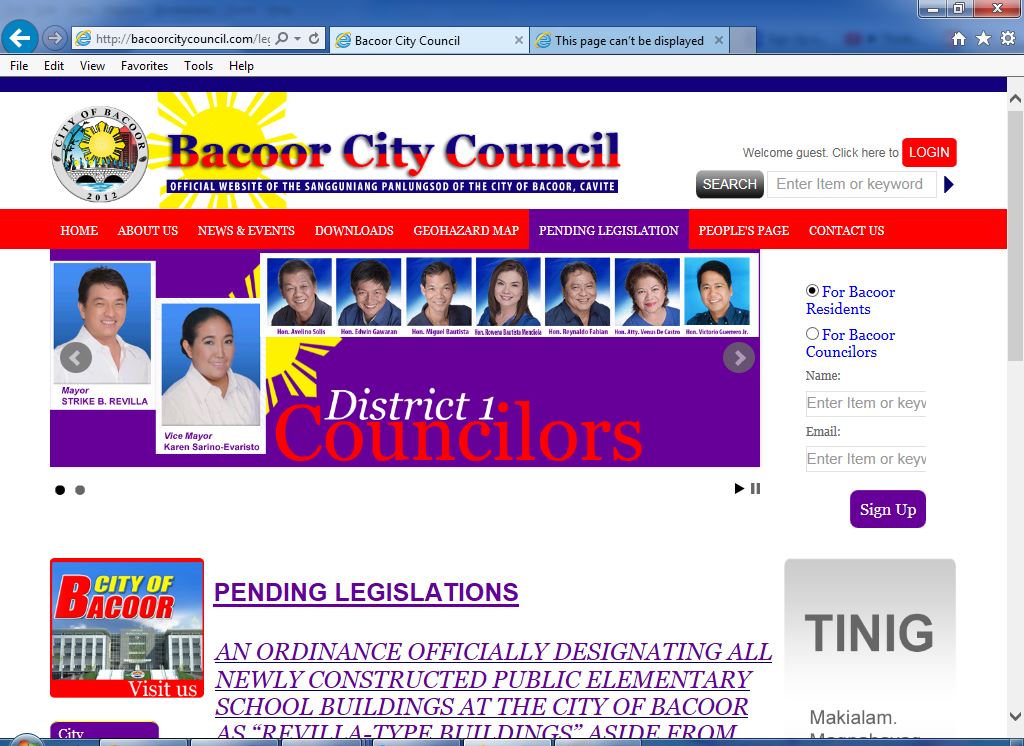 http://bacoorcitycouncil.com/leg
Bacoor City Council
This page can't be displayed
File Edit View Favorites Tools Help
CITY OF BACOOR
2012
Bacoor City Council
OFFICIAL WEBSITE OF THE SANGGUNIANG PANLUNGSOD OF THE CITY OF BACOOR, CAVITE
Welcome guest. Click here to LOGIN
SEARCH Enter Item or keyword
HOME ABOUT US NEWS & EVENTS DOWNLOADS GEOHAZARD MAP PENDING LEGISLATION PEOPLE'S PAGE CONTACT US
Hon. Avelino Solis Hon. Edwin Gawaran Hon. Miguel Bautista Hon. Rowena Bautista Mendiola Hon. Reynaldo Fabian Hon. Atty. Venus De Castro Hon. Victorio Guerrero Jr.
Mayor
STRIKE B. REVILLA
Vice Mayor
Karen Sarino-Evaristo
District 1
Councilors
For Bacoor
Residents
For Bacoor
Councilors
Name:
Enter Item or keyw
Email:
Enter Item or keyw
Sign Up
CITY OF
BACOOR
Visit us
City
PENDING LEGISLATIONS
AN ORDINANCE OFFICIALLY DESIGNATING ALL
NEWLY CONSTRUCTED PUBLIC ELEMENTARY
SCHOOL BUILDINGS AT THE CITY OF BACOOR
AS “REVILLA-TYPE BUILDINGS” ASIDE FROM
TINIG
Makialam.